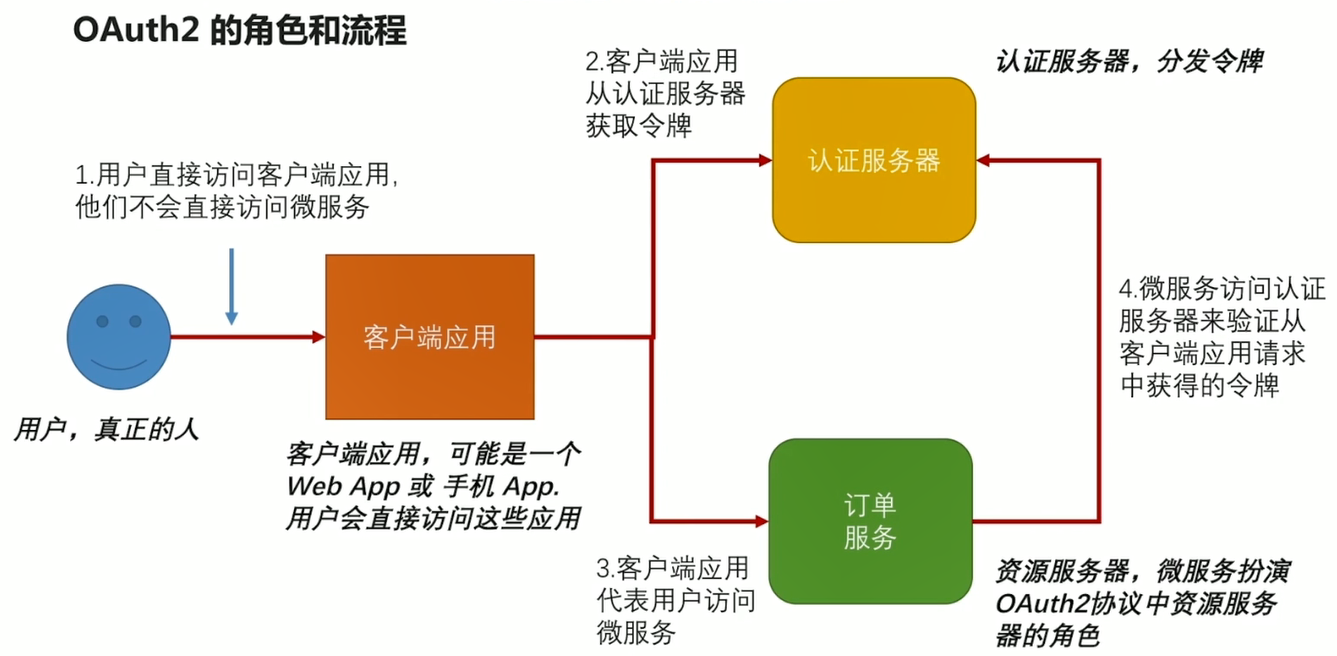 OAuth2 的角色和流程
1.用户直接访问客户端应用,
他们不会直接访问微服务
用户，真正的人
客户端应用
客户端应用，可能是一个
Web App 或 手机 App.
用户会直接访问这些应用
2.客户端应用
从认证服务器
获取令牌
认证服务器
认证服务器，分发令牌
3.客户端应用
代表用户访问
微服务
订单
服务
资源服务器，微服务扮演
OAuth2协议中资源服务
器的角色
4.微服务访问认证
服务器来验证从
客户端应用请求
中获得的令牌